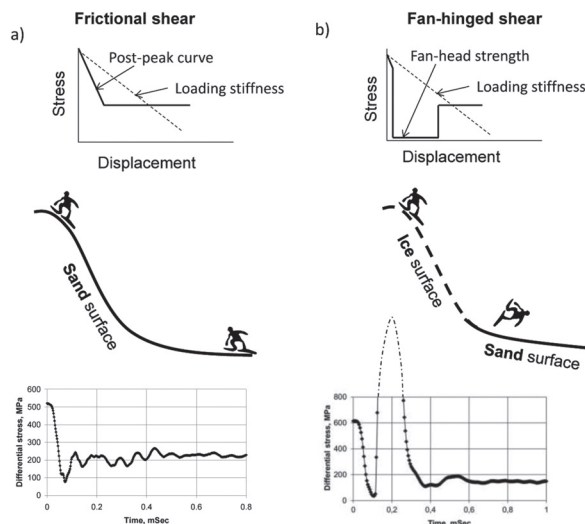 Frictional shear
a)
Post-peak curve
Loading stiffness
Stress
Displacement
Sand surface
Differential stress, MPa
600
500
400
300
200
100
0
0
0.2
0.4
0.6
0.8
Time, mSec
Fan-hinged shear
b)
Fan-head strength
Loading stiffness
Stress
Displacement
Ice surface
Sand surface
Differential stress, MPa
800
600
400
200
0
0
0,2
0,4
0,6
0,8
1
Time, mSec